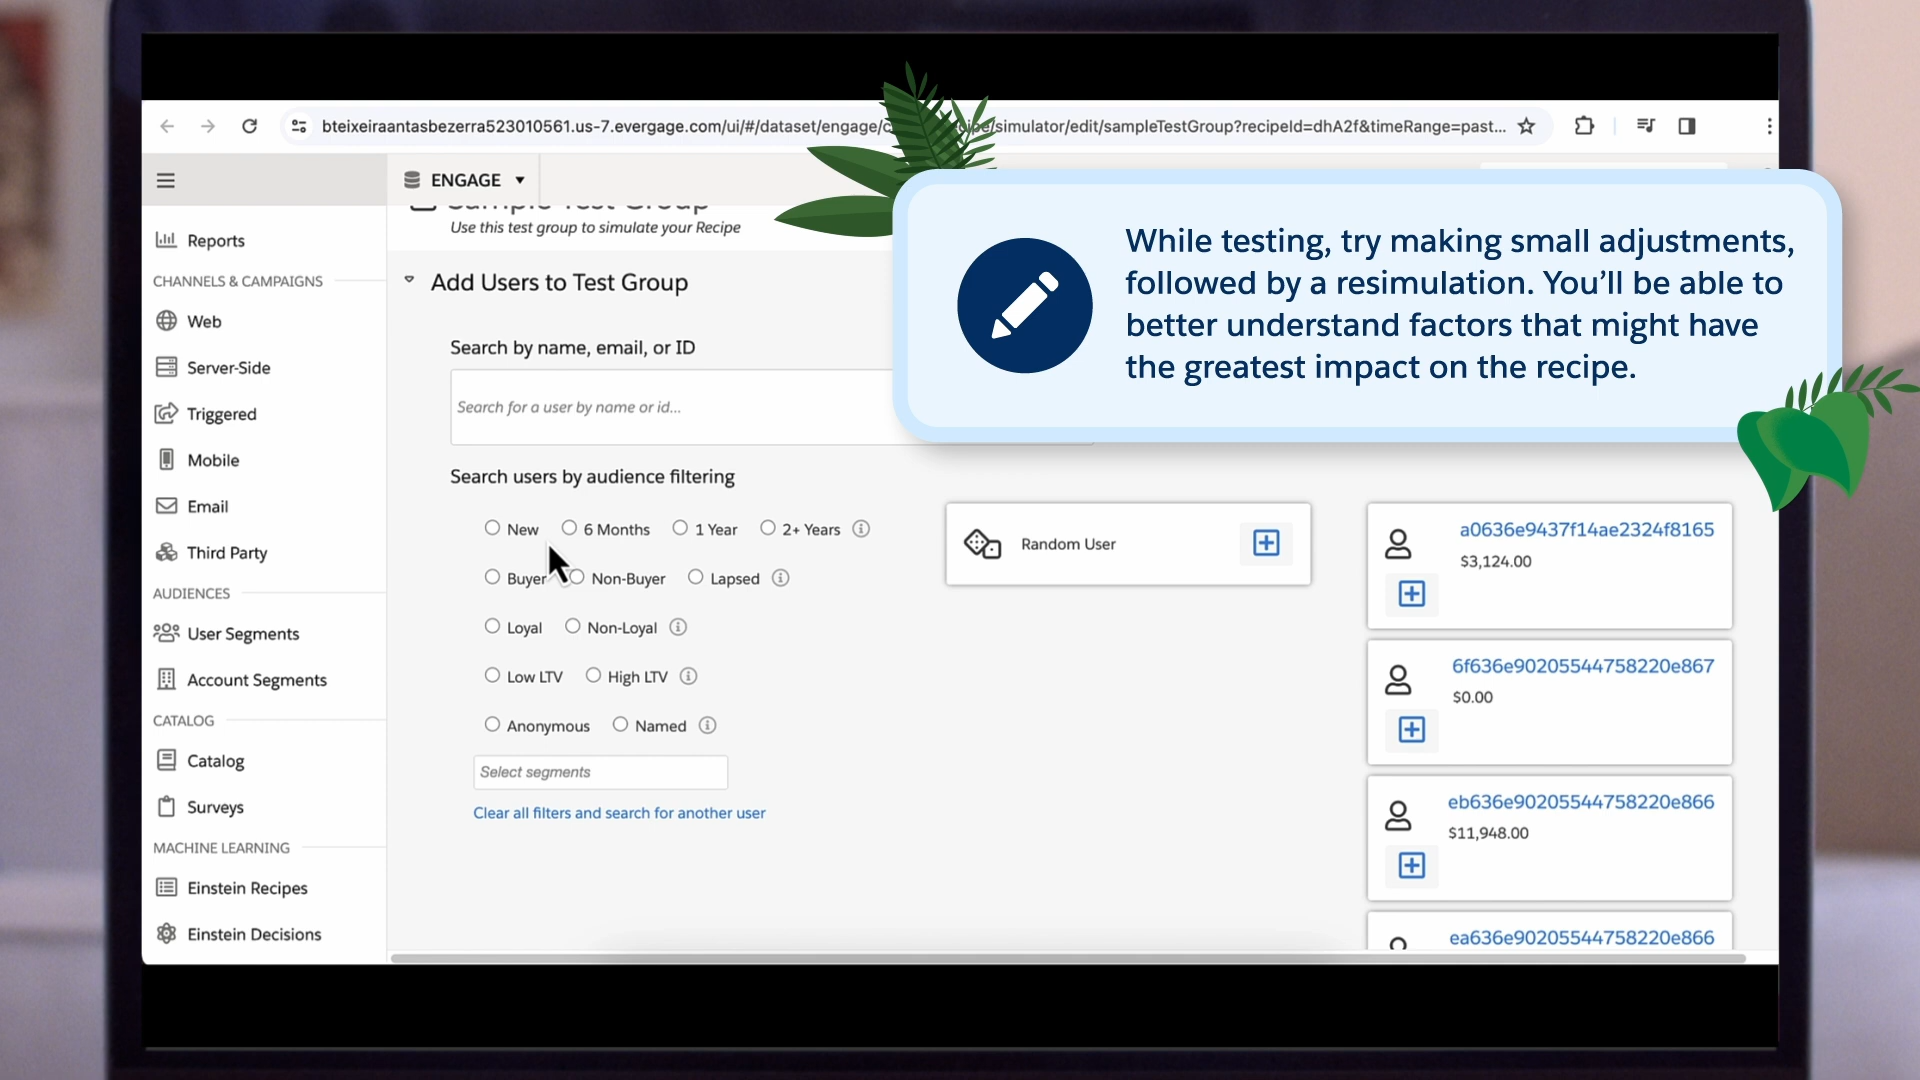 bteixeiraantasbezerra523010561.us-7.evergage.com/ui/#/dataset/engage/c
pe/simulator/edit/sampleTestGroup?recipeId=dhA2f&timeRange=past...
ENGAGE
Sample Test Group
Use this test group to simulate your Recipe
Reports
CHANNELS & CAMPAIGNS
Web
Server-Side
Triggered
Mobile
Email
Third Party
AUDIENCES
User Segments
Account Segments
CATALOG
Catalog
Surveys
MACHINE LEARNING
Einstein Recipes
Einstein Decisions
Add Users to Test Group
Search by name, email, or ID
Search for a user by name or id...
Search users by audience filtering
New 6 Months 1 Year 2+ Years
Buyer Non-Buyer Lapsed
Loyal Non-Loyal
Low LTV High LTV
Anonymous Named
Select segments
Clear all filters and search for another user
Random User
a0636e9437f14ae2324f8165
$3,124.00
6f636e90205544758220e867
$0.00
eb636e90205544758220e866
$11,948.00
ea636e90205544758220e866
While testing, try making small adjustments,
followed by a resimulation. You’ll be able to
better understand factors that might have
the greatest impact on the recipe.